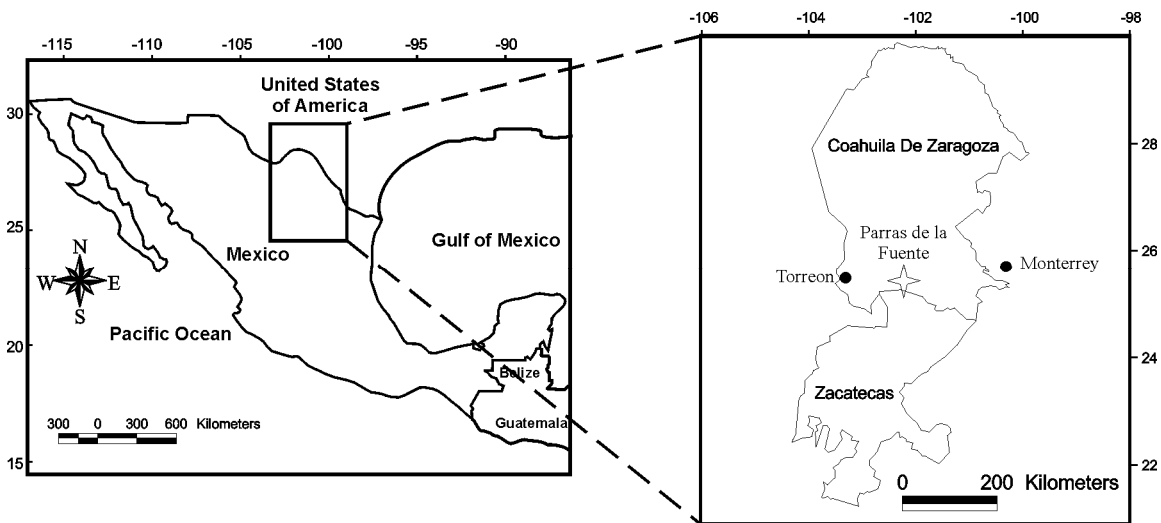 -115
-110
-105
-100
-95
-90
30
25
20
15
United States
of America
Mexico
Gulf of Mexico
N
W
E
S
Pacific Ocean
Belize
Guatemala
300 0 300 600 Kilometers
-106
-104
-102
-100
-98
28
26
24
22
Coahuila De Zaragoza
Parras de la
Fuente
Torreon
Monterrey
Zacatecas
0 200 Kilometers